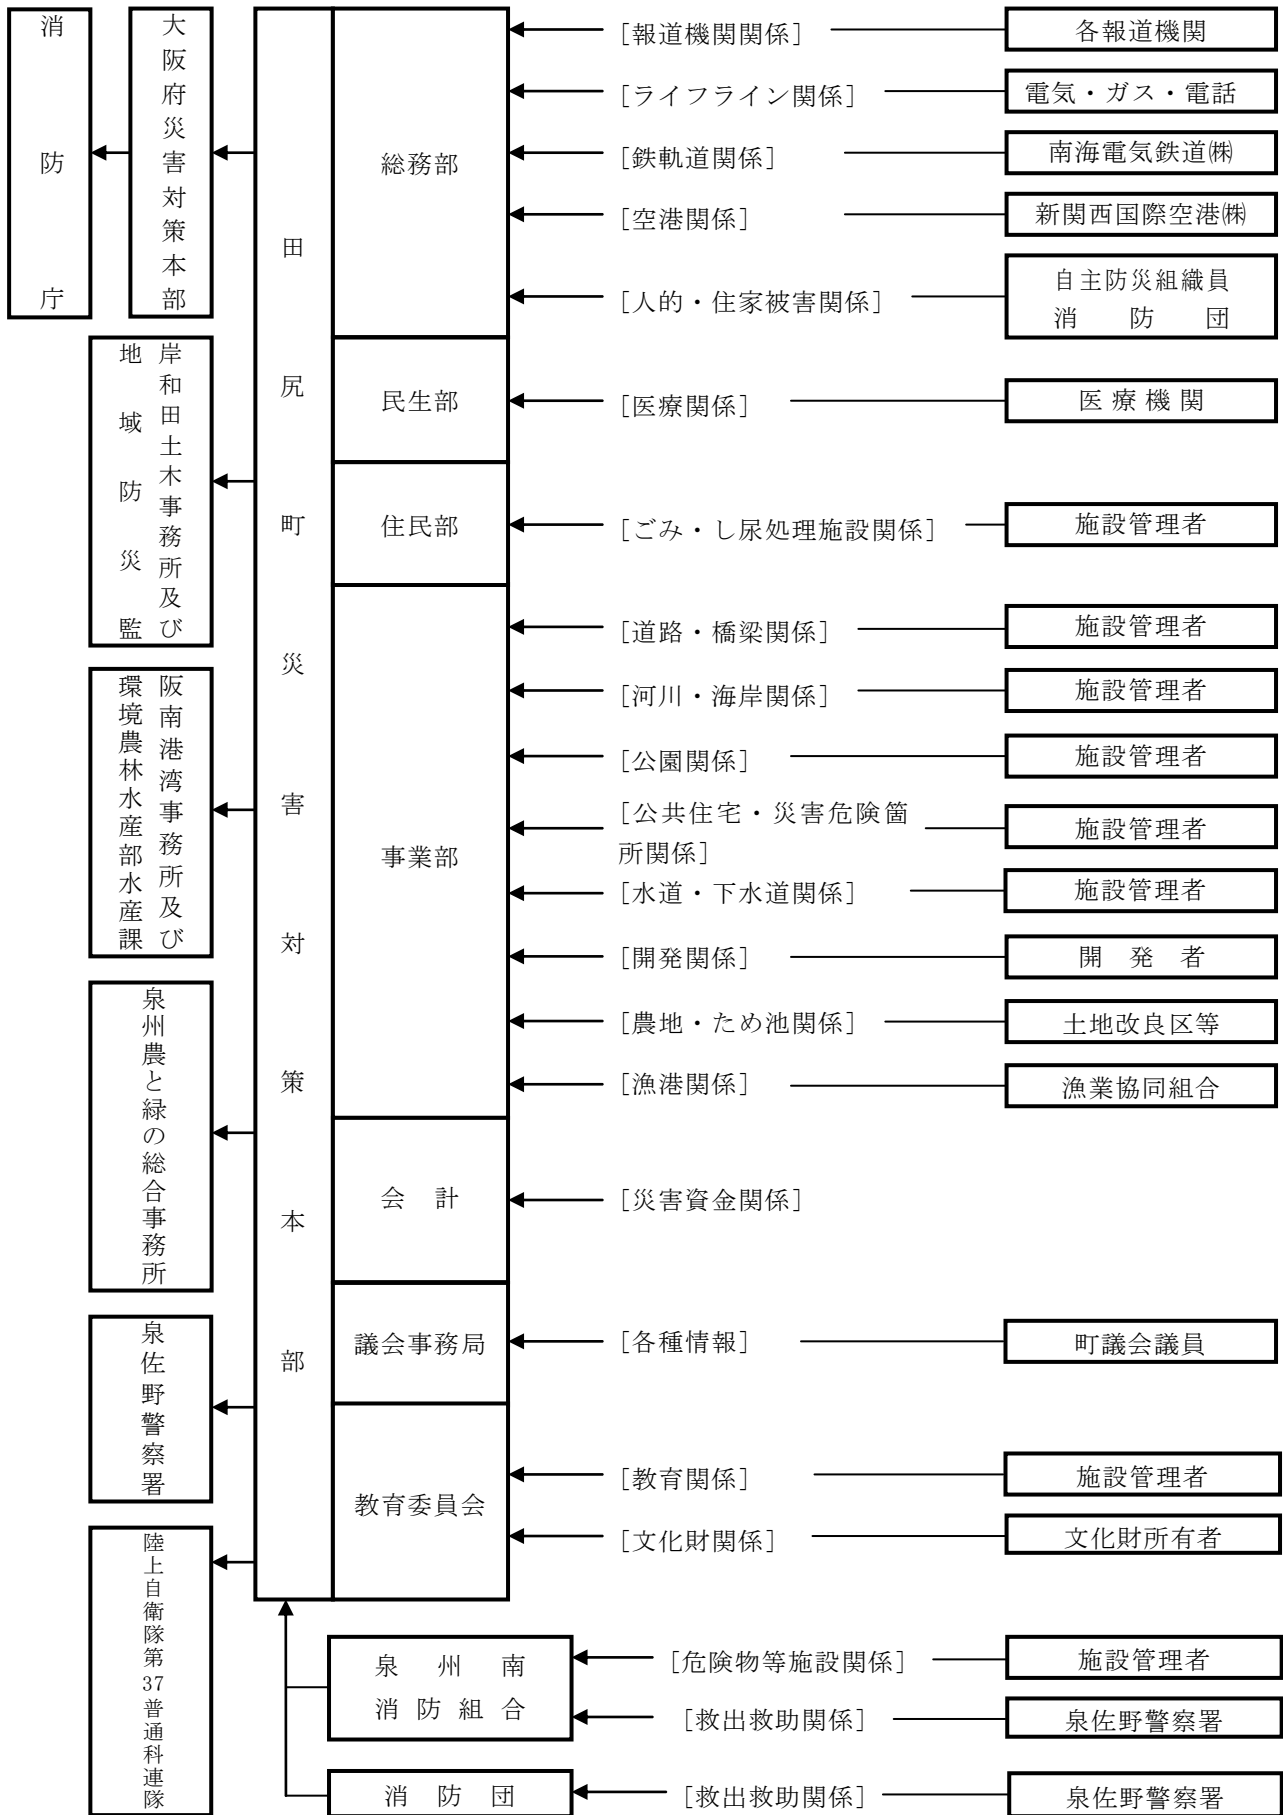 消防庁
大阪府災害対策本部
岸和田土木事務所及び
地域防災監
阪南港湾事務所及び
環境農林水産部水産課
泉州農と緑の総合事務所
泉佐野警察署
陸上自衛隊第37普通科連隊
田尻町災害対策本部
総務部
[報道機関関係]
各報道機関
[ライフライン関係]
電気・ガス・電話
[鉄軌道関係]
南海電気鉄道㈱
[空港関係]
新関西国際空港㈱
[人的・住家被害関係]
自主防災組織員
消防団
民生部
[医療関係]
医療機関
住民部
[ごみ・し尿処理施設関係]
施設管理者
事業部
[道路・橋梁関係]
施設管理者
[河川・海岸関係]
施設管理者
[公園関係]
施設管理者
[公共住宅・災害危険箇
所関係]
施設管理者
[水道・下水道関係]
施設管理者
[開発関係]
開発者
[農地・ため池関係]
土地改良区等
[漁港関係]
漁業協同組合
会計
[災害資金関係]
議会事務局
[各種情報]
町議会議員
教育委員会
[教育関係]
施設管理者
[文化財関係]
文化財所有者
泉州南
消防組合
[危険物等施設関係]
施設管理者
[救出救助関係]
泉佐野警察署
消防団
[救出救助関係]
泉佐野警察署